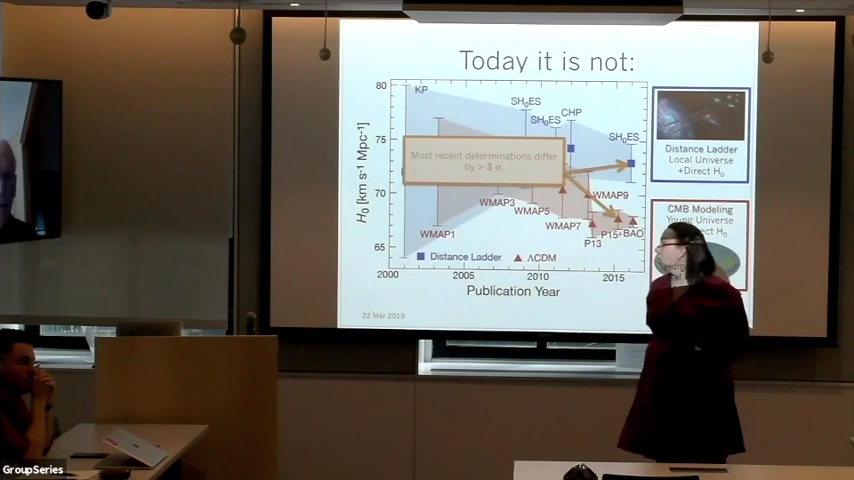 Today it is not:
80
75
70
65
H₀ [km s⁻¹ Mpc⁻¹]
KP
SH₀ES
SH₀ES
CHP
SH₀ES
Most recent determinations differ
by > 3 σ.
WMAP1
WMAP3
WMAP5
WMAP7
WMAP9
P13
P15
+BAO
Distance Ladder
ΛCDM
2000
2005
2010
2015
Publication Year
22 Mar 2019
Distance Ladder
Local Universe
+Direct H₀
CMB Modeling
Young Universe
GroupSeries